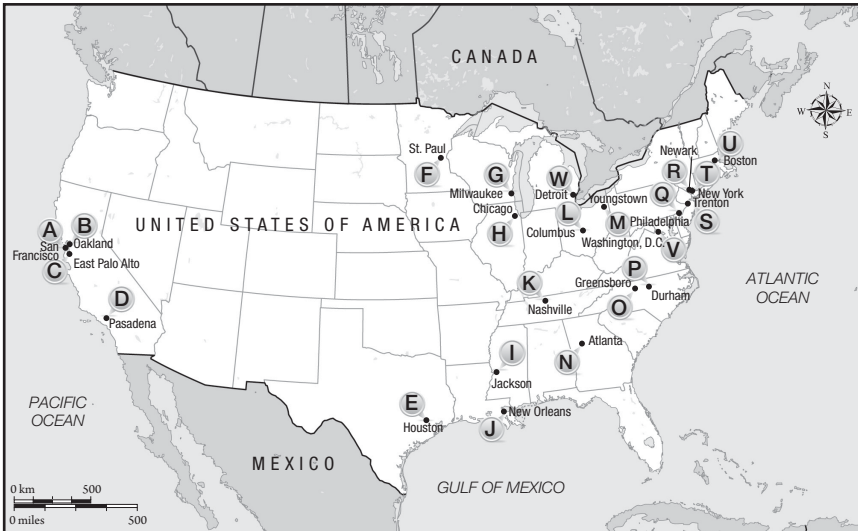 CANADA
N
W
E
S
U
Newark
St. Paul
R
T
Boston
F
G
W
Q
New York
Milwaukee
Detroit
Youngstown
Trenton
Chicago
L
M
Philadelphia
S
A
B
UNITED STATES OF AMERICA
H
Columbus
Washington, D.C.
V
San
Francisco
Oakland
East Palo Alto
C
P
K
Greensboro
ATLANTIC
OCEAN
D
Nashville
O
Durham
Pasadena
I
N
Atlanta
Jackson
E
PACIFIC
OCEAN
Houston
J
New Orleans
MEXICO
GULF OF MEXICO
0 km 500
0 miles 500